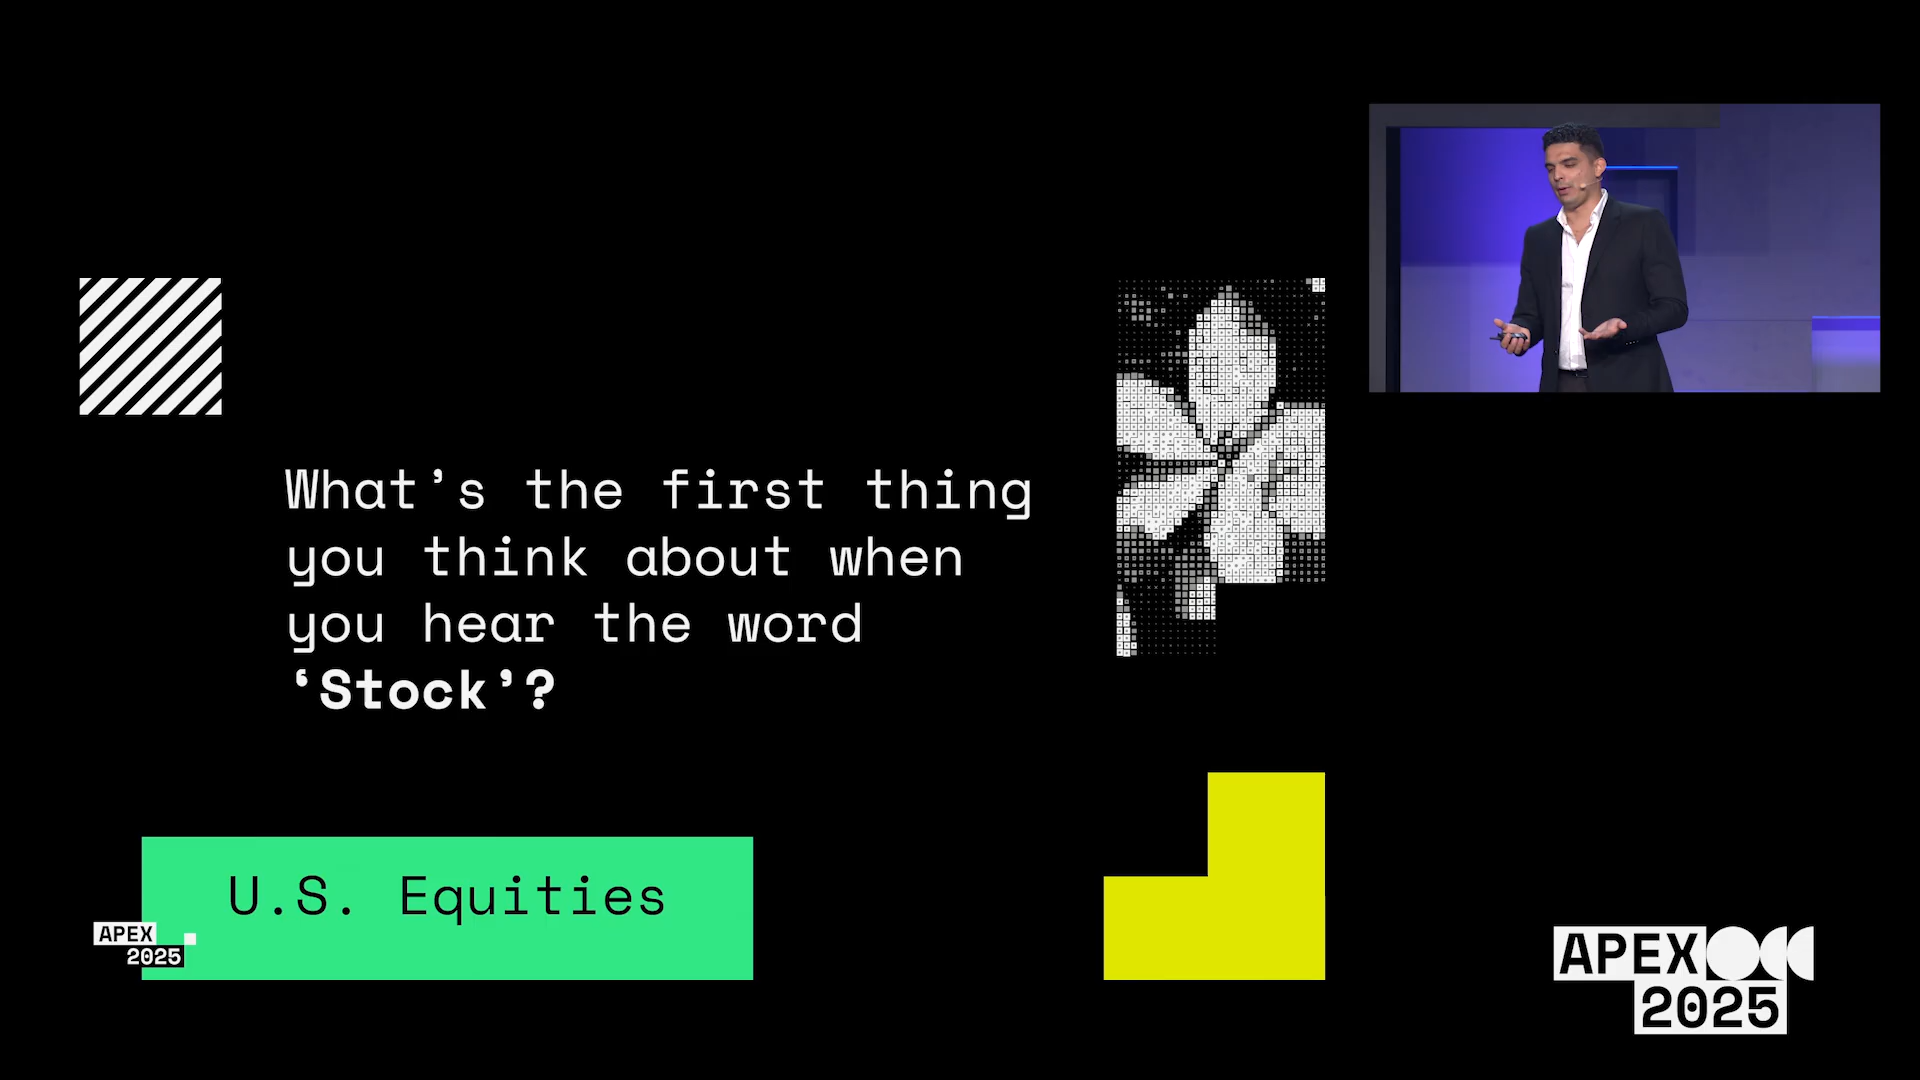 What’s the first thing
you think about when
you hear the word
‘Stock’?
U.S. Equities
APEX
2025
APEX
2025